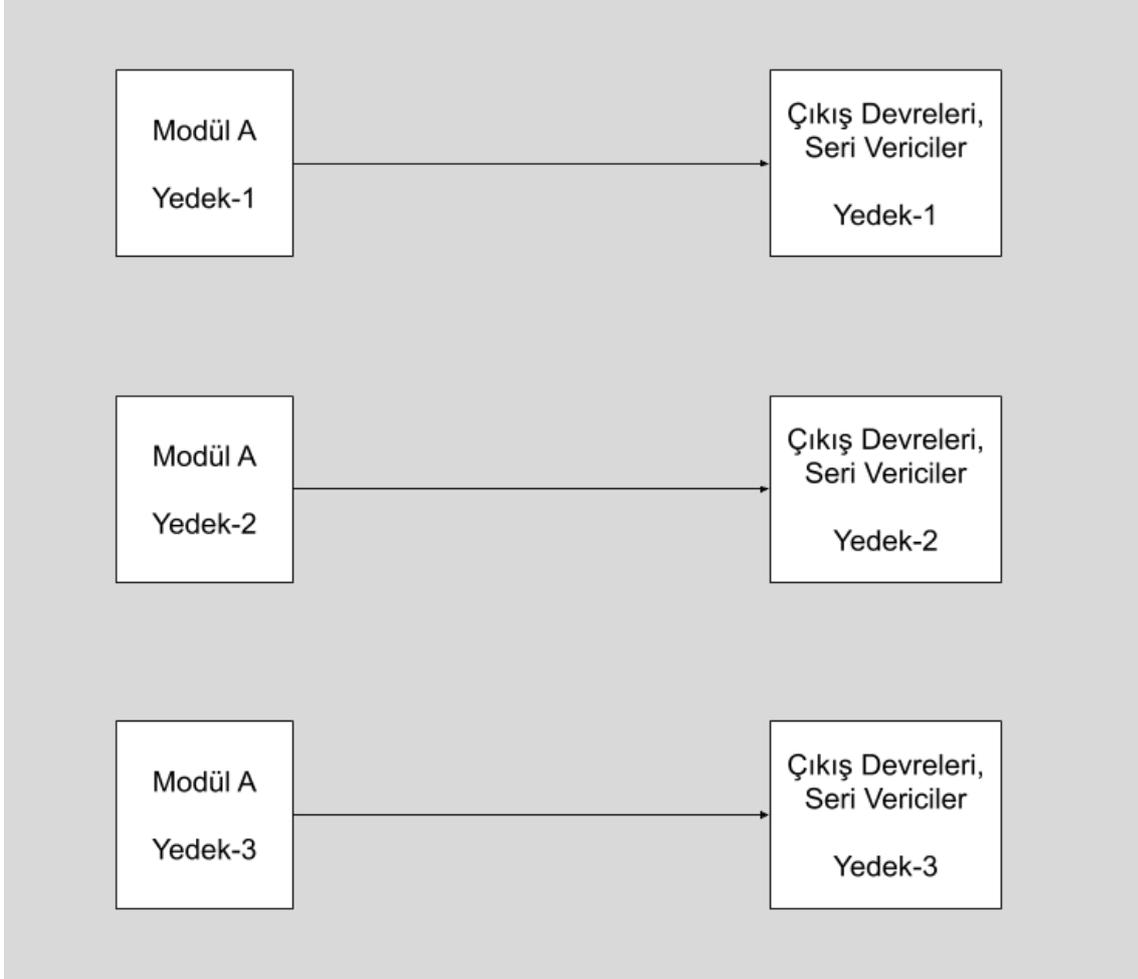 Modül A
Yedek-1
Çıkış Devreleri,
Seri Vericiler
Yedek-1
Modül A
Yedek-2
Çıkış Devreleri,
Seri Vericiler
Yedek-2
Modül A
Yedek-3
Çıkış Devreleri,
Seri Vericiler
Yedek-3